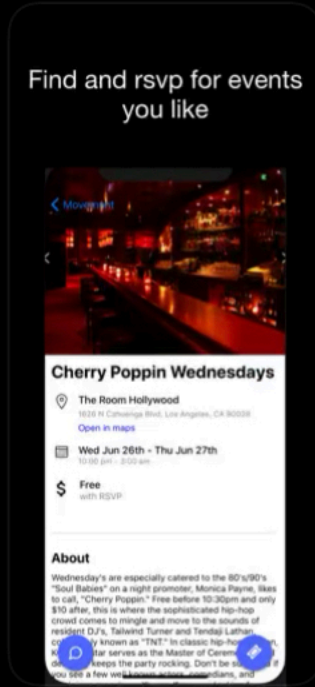 Find and rsvp for events
you like
Movement
Cherry Poppin Wednesdays
The Room Hollywood
1626 N Cahuenga Blvd, Los Angeles, CA 90028
Open in maps
Wed Jun 26th - Thu Jun 27th
10:00 pm - 3:00 am
$ Free
with RSVP
About
Wednesday's are especially catered to the 80's/90's
"Soul Babies" on a night promoter, Monica Payne, likes
to call, "Cherry Poppin." Free before 10:30pm and only
$10 after, this is where the sophisticated hip-hop
crowd comes to mingle and move to the sounds of
resident DJ's, Tailwind Turner and Tendaji Lathan,
known as "TNT." In classic hip-hop
serves as the Master of
keeps the party rocking. Don't be
you see a few well known actors, comedians, and